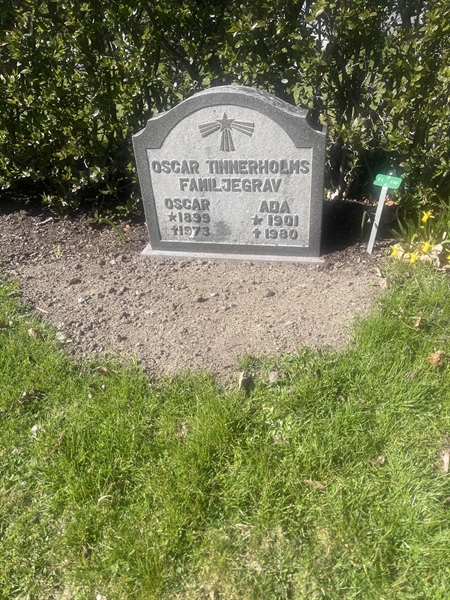 OSCAR TINNERHOLMS
FAMILJEGRAV
OSCAR ADA
*1899 *1901
†1973 †1980